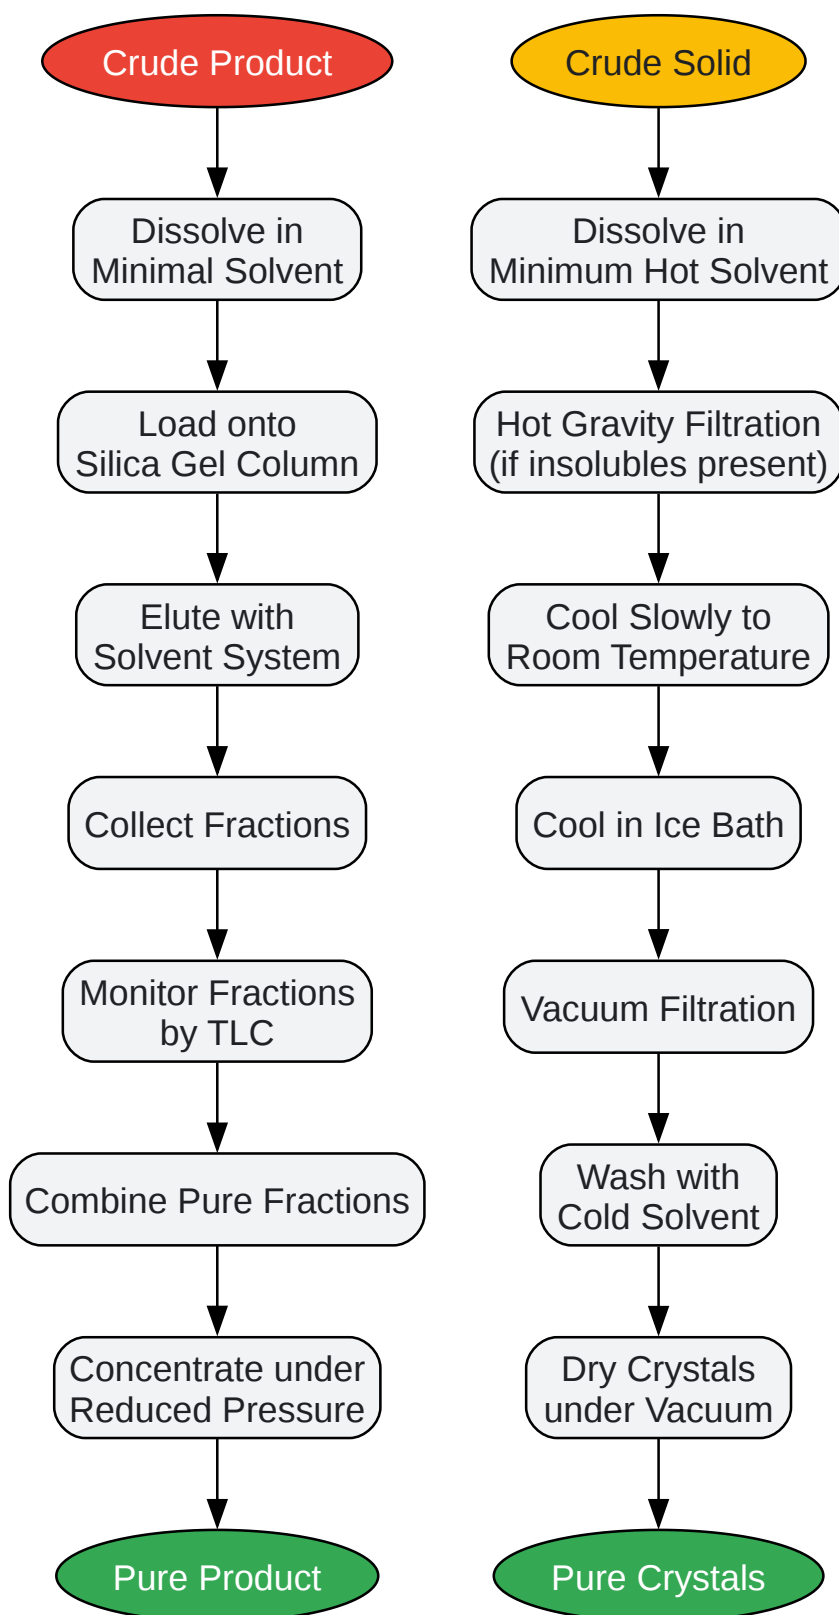 Crude Product
Dissolve in
Minimal Solvent
Load onto
Silica Gel Column
Elute with
Solvent System
Collect Fractions
Monitor Fractions
by TLC
Combine Pure Fractions
Concentrate under
Reduced Pressure
Pure Product
Crude Solid
Dissolve in
Minimum Hot Solvent
Hot Gravity Filtration
(if insolubles present)
Cool Slowly to
Room Temperature
Cool in Ice Bath
Vacuum Filtration
Wash with
Cold Solvent
Dry Crystals
under Vacuum
Pure Crystals